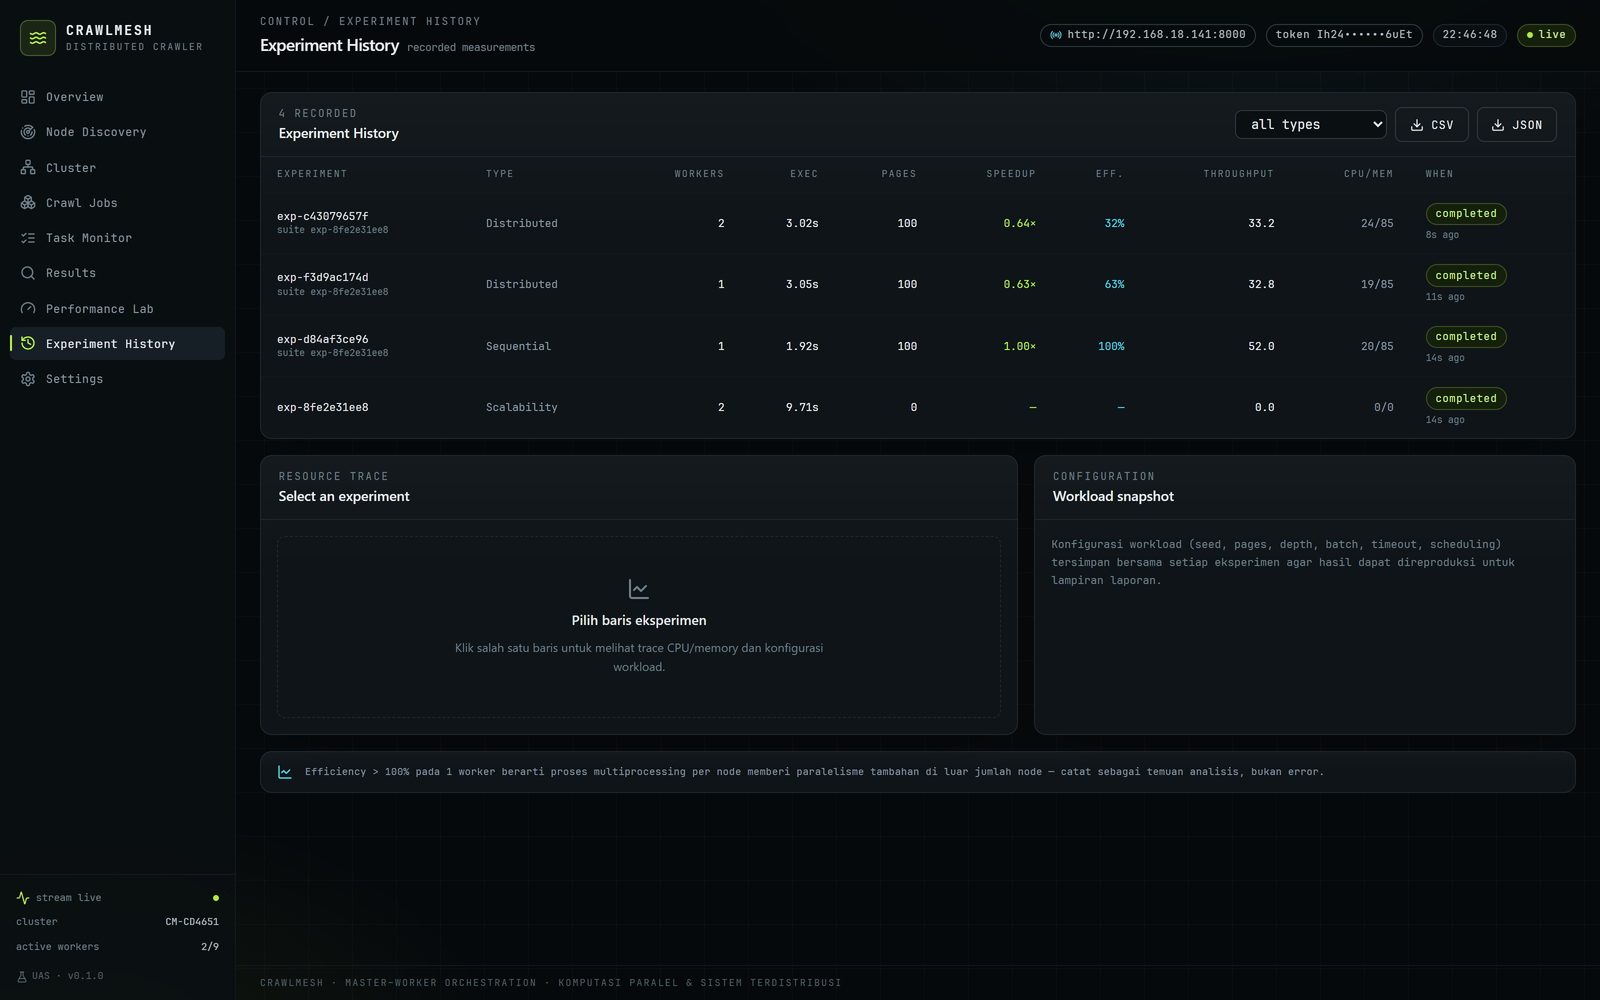 CRAWLMESH
DISTRIBUTED CRAWLER
Overview
Node Discovery
Cluster
Crawl Jobs
Task Monitor
Results
Performance Lab
Experiment History
Settings
stream live
cluster CM-CD4651
active workers 2/9
UAS · v0.1.0
CONTROL / EXPERIMENT HISTORY
Experiment History recorded measurements
http://192.168.18.141:8000
token Ih24••••••6uEt
22:46:48
live
4 RECORDED
Experiment History
all types
CSV
JSON
EXPERIMENT TYPE WORKERS EXEC PAGES SPEEDUP EFF. THROUGHPUT CPU/MEM WHEN
exp-c43079657f Distributed 2 3.02s 100 0.64× 32% 33.2 24/85 completed
suite exp-8fe2e31ee8 8s ago
exp-f3d9ac174d Distributed 1 3.05s 100 0.63× 63% 32.8 19/85 completed
suite exp-8fe2e31ee8 11s ago
exp-d84af3ce96 Sequential 1 1.92s 100 1.00× 100% 52.0 20/85 completed
suite exp-8fe2e31ee8 14s ago
exp-8fe2e31ee8 Scalability 2 9.71s 0 — — 0.0 0/0 completed
14s ago
RESOURCE TRACE
Select an experiment
Pilih baris eksperimen
Klik salah satu baris untuk melihat trace CPU/memory dan konfigurasi
workload.
CONFIGURATION
Workload snapshot
Konfigurasi workload (seed, pages, depth, batch, timeout, scheduling)
tersimpan bersama setiap eksperimen agar hasil dapat direproduksi untuk
lampiran laporan.
Efficiency > 100% pada 1 worker berarti proses multiprocessing per node memberi paralelisme tambahan di luar jumlah node — catat sebagai temuan analisis, bukan error.
CRAWLMESH · MASTER-WORKER ORCHESTRATION · KOMPUTASI PARALEL & SISTEM TERDISTRIBUSI